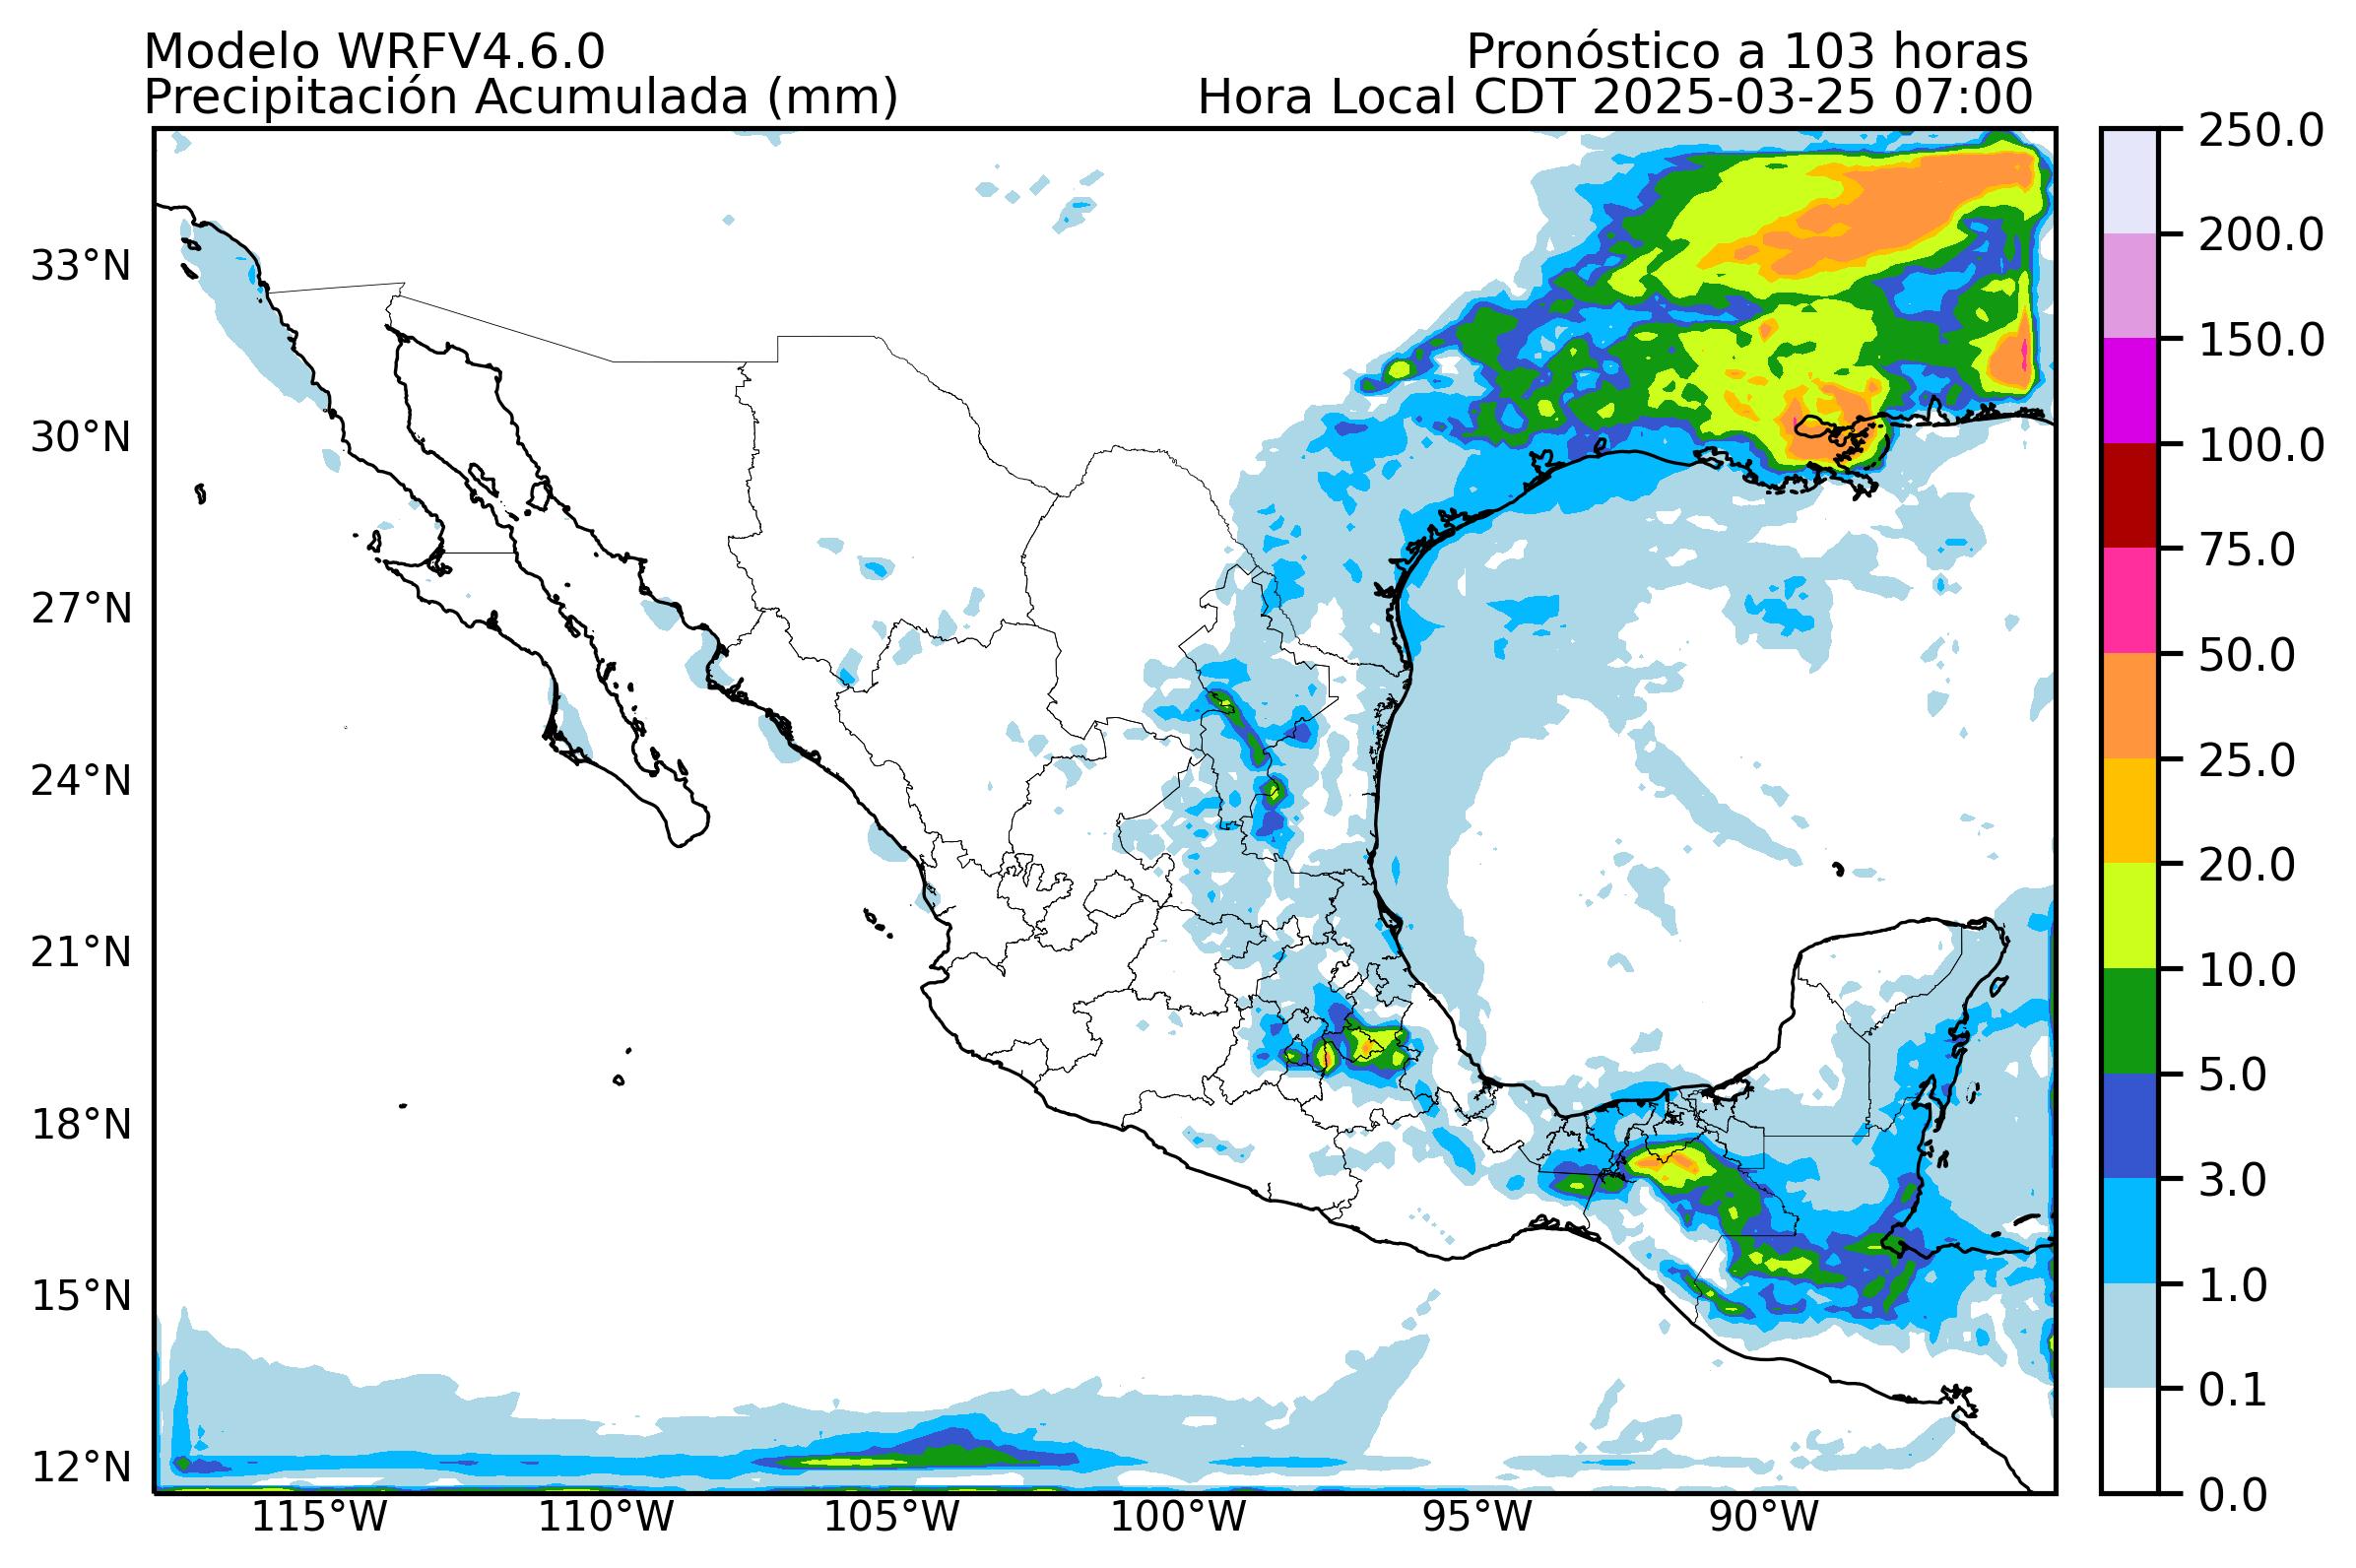 Modelo WRFV4.6.0
Pronóstico a 103 horas
Precipitación Acumulada (mm)
Hora Local CDT 2025-03-25 07:00
33°N
30°N
27°N
24°N
21°N
18°N
15°N
12°N
115°W
110°W
105°W
100°W
95°W
90°W
250.0
200.0
150.0
100.0
75.0
50.0
25.0
20.0
10.0
5.0
3.0
1.0
0.1
0.0